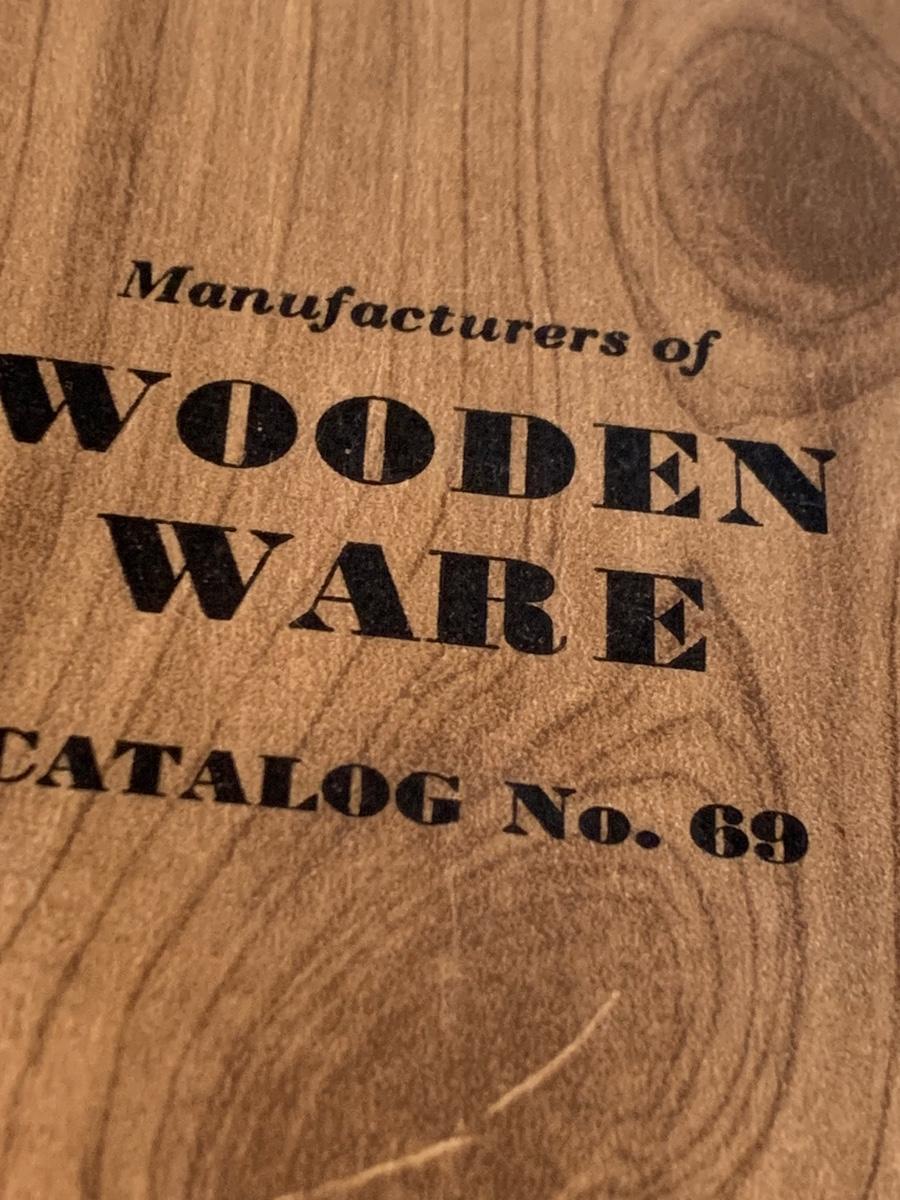 Manufacturers of
WOODEN
WARE
CATALOG No. 69